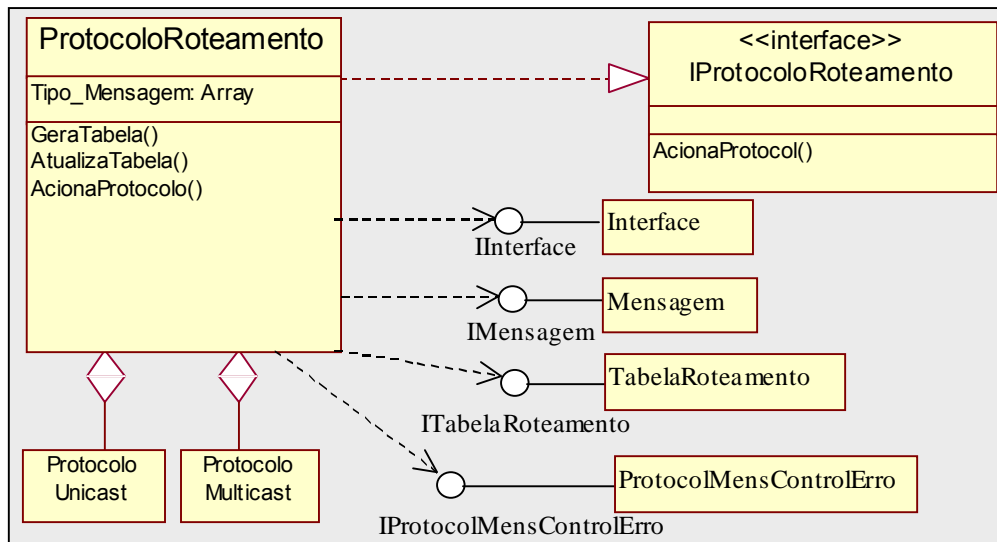 ProtocoloRoteamento
Tipo_Mensagem: Array
GeraTabela()
AtualizaTabela()
AcionaProtocolo()
<<interface>>
IProtocoloRoteamento
AcionaProtocol()
Interface
IInterface
Mensagem
IMensagem
TabelaRoteamento
ITabelaRoteamento
ProtocolMensControlErro
IProtocolMensControlErro
Protocolo
Unicast
Protocolo
Multicast